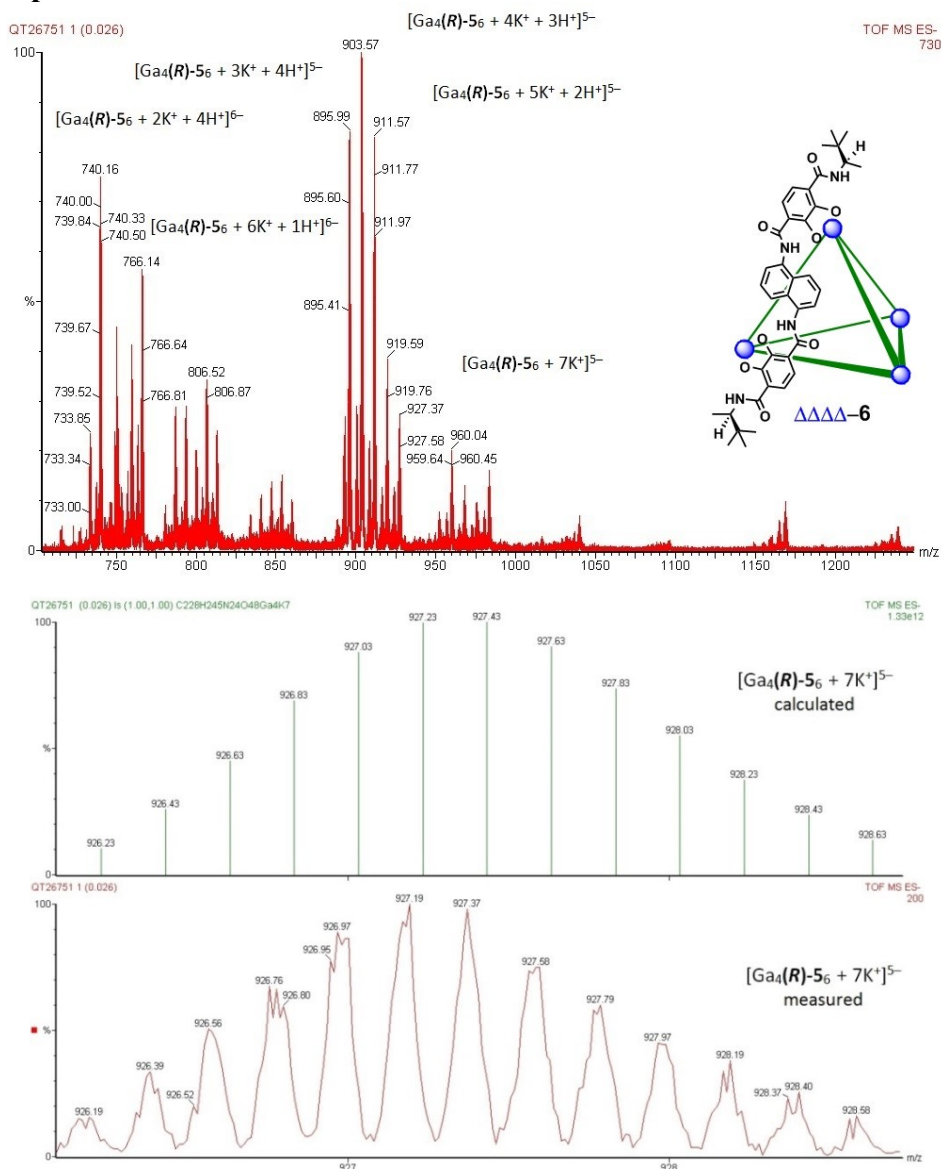 QT26751 1 (0.026)
TOF MS ES-
730
[Ga₄(R)-5₆ + 4K⁺ + 3H⁺]⁵⁻
903.57
100
%
0
[Ga₄(R)-5₆ + 3K⁺ + 4H⁺]⁵⁻
[Ga₄(R)-5₆ + 5K⁺ + 2H⁺]⁵⁻
[Ga₄(R)-5₆ + 2K⁺ + 4H⁺]⁶⁻
895.99
911.57
740.16
911.77
740.00
895.60
739.84
740.33
740.50
[Ga₄(R)-5₆ + 6K⁺ + 1H⁺]⁶⁻
911.97
766.14
895.41
739.67
766.64
919.59
[Ga₄(R)-5₆ + 7K⁺]⁵⁻
739.52
766.81
806.52
806.87
919.76
927.37
733.85
927.58
960.04
733.34
959.64
960.45
733.00
O
NH
H
O
O
O
NH
NH
O
O
O
HN
O
H
ΔΔΔΔ–6
750
800
850
900
950
1000
1050
1100
1150
1200
m/z
QT26751 (0.026) Is (1.00,1.00) C228H245N24O48Ga4K7
TOF MS ES-
1.33e12
100
%
0
927.23
927.43
927.03
927.63
926.83
927.83
926.63
928.03
926.43
928.23
926.23
928.43
928.63
[Ga₄(R)-5₆ + 7K⁺]⁵⁻
calculated
QT26751 1 (0.026)
TOF MS ES-
200
100
%
0
927.19
927.37
926.97
926.95
927.58
926.76
926.80
927.79
926.56
927.97
926.39
926.52
928.19
928.37
928.40
926.19
928.58
[Ga₄(R)-5₆ + 7K⁺]⁵⁻
measured
927
928
m/z